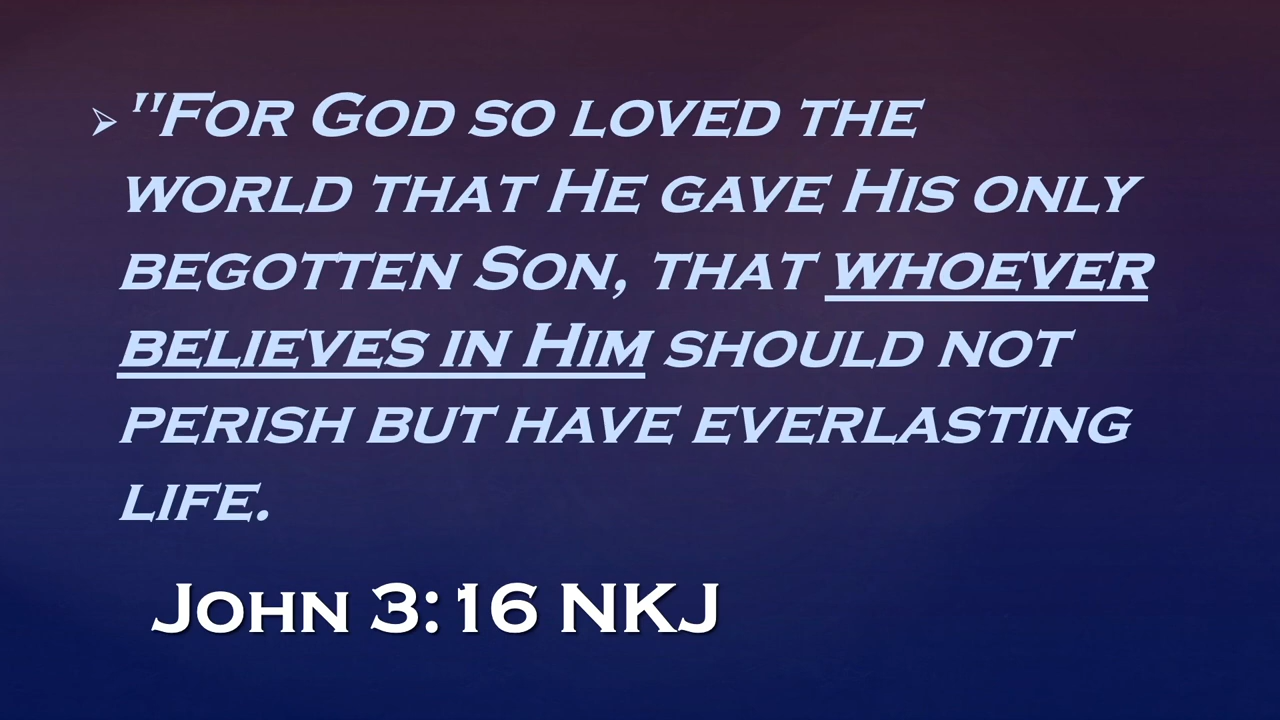 "For God so loved the
world that He gave His only
begotten Son, that whoever
believes in Him should not
perish but have everlasting
life.
John 3:16 NKJ